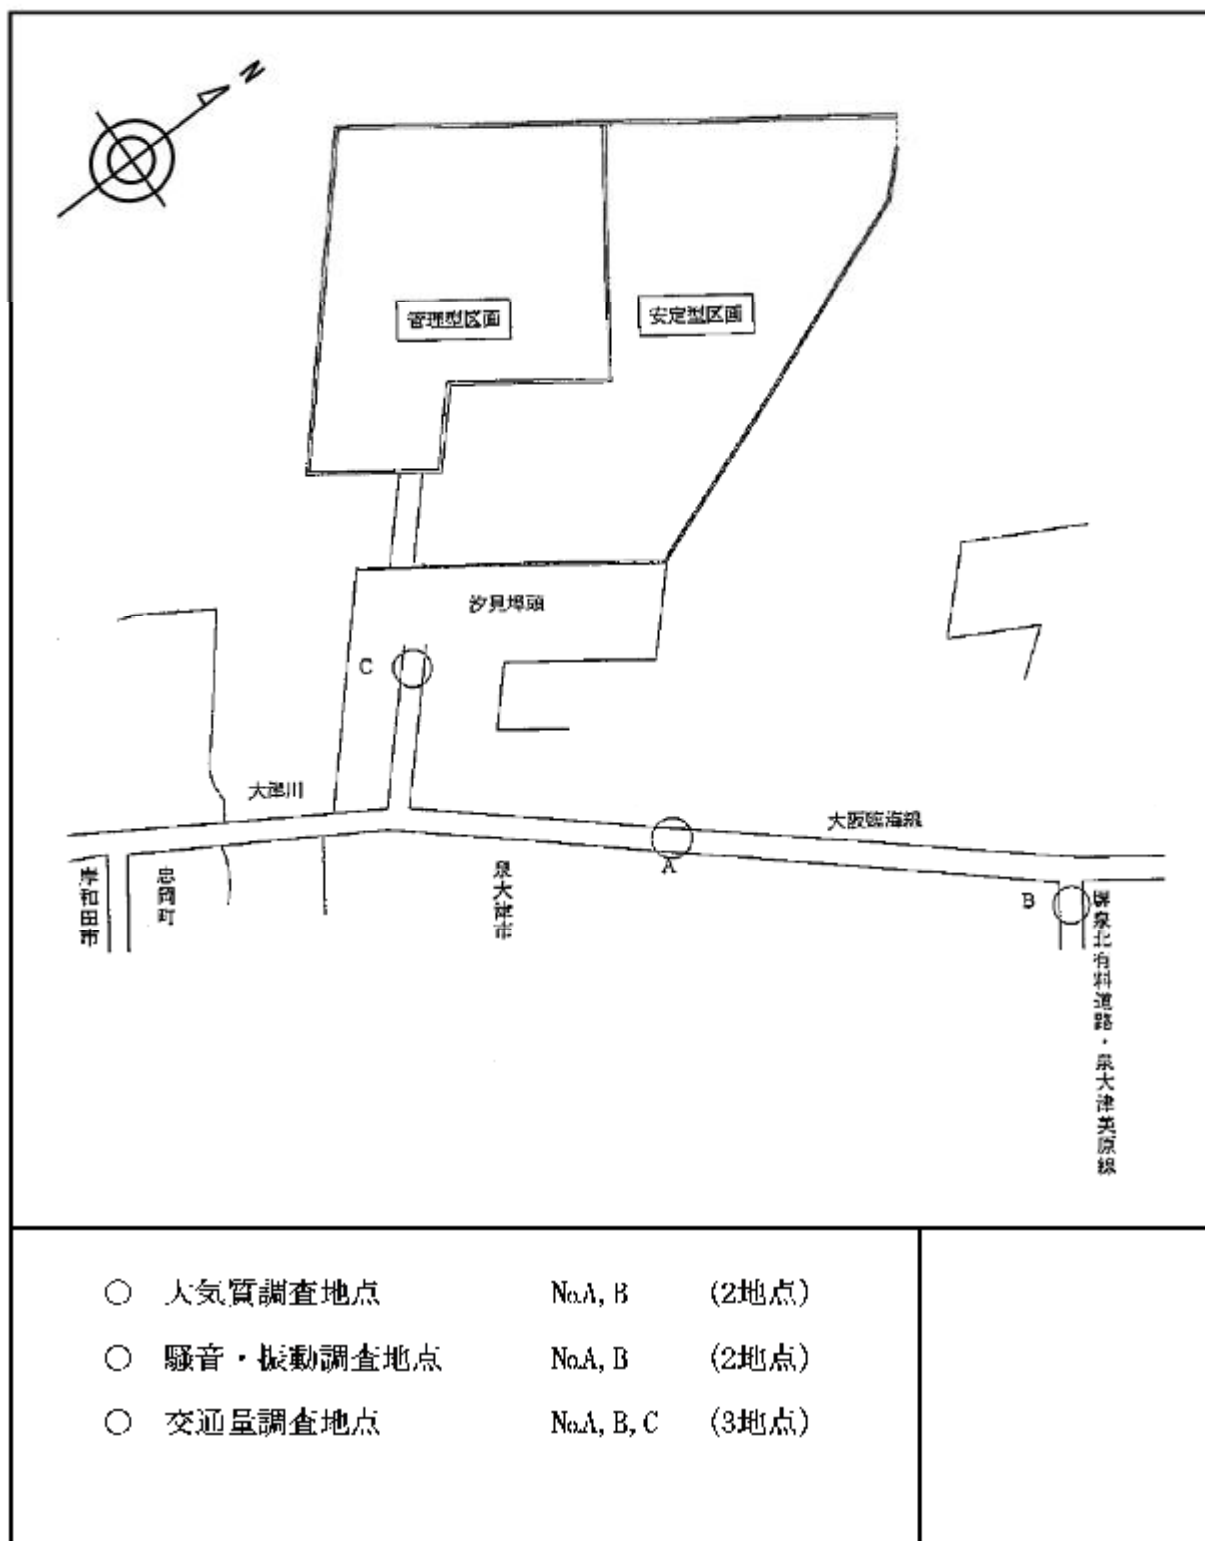 N
管理型区画
安定型区画
汐見埠頭
C
大津川
大阪臨海線
A
B
岸和田市
忠岡町
泉大津市
堺泉北有料道路・泉大津美原線
○ 大気質調査地点 No.A, B (2地点)
○ 騒音・振動調査地点 No.A, B (2地点)
○ 交通量調査地点 No.A, B, C (3地点)